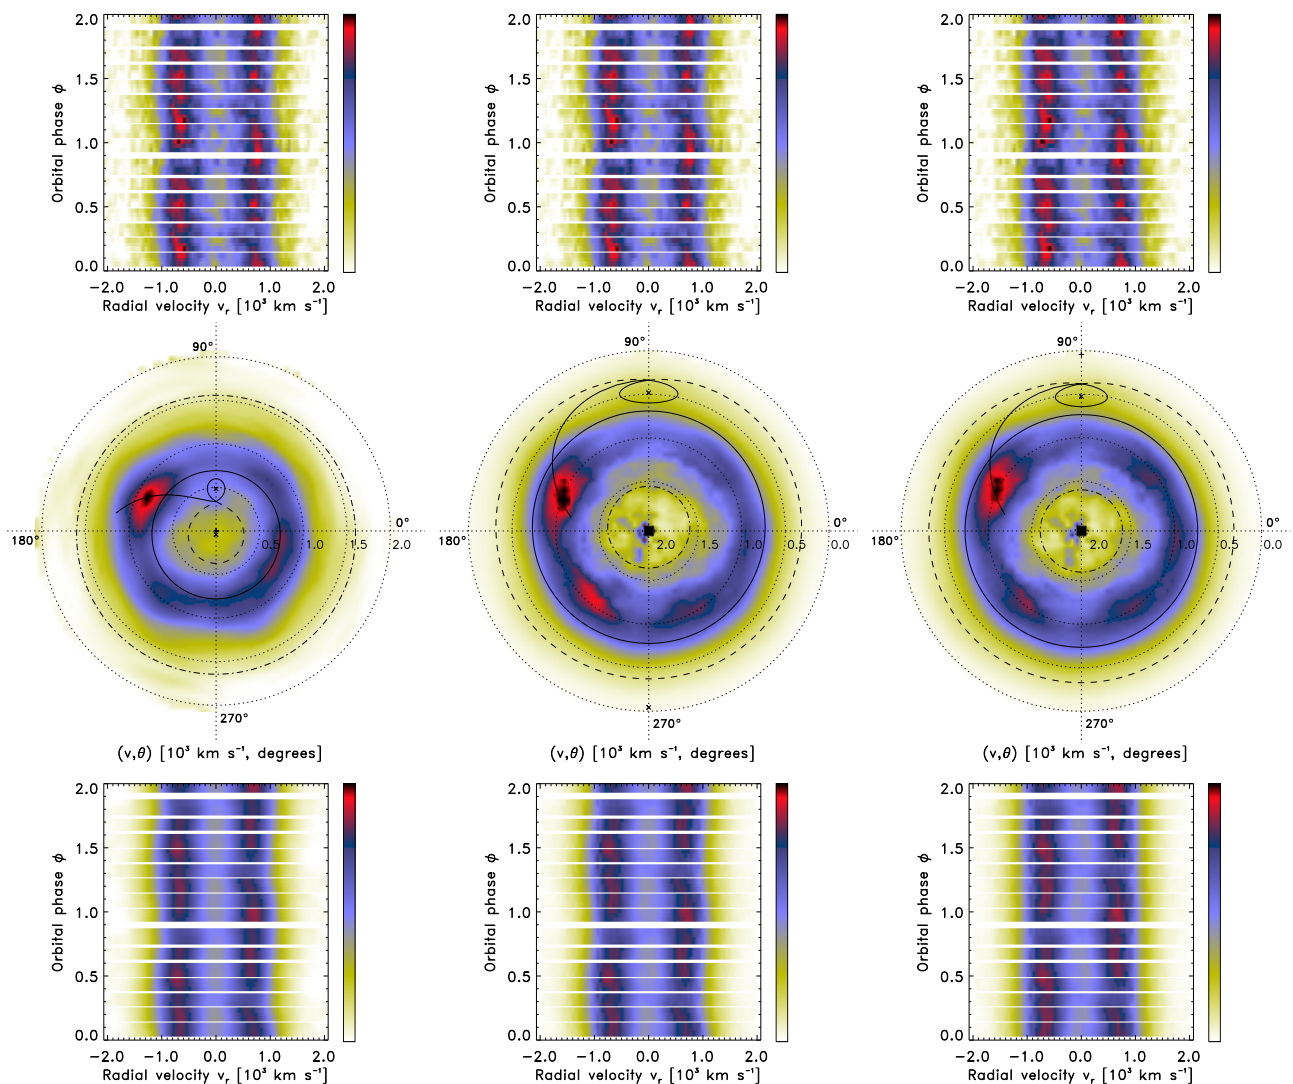 2.0 2.0 2.0
1.5 1.5 1.5
1.0 1.0 1.0
0.5 0.5 0.5
0.0 0.0 0.0
Orbital phase ϕ Orbital phase ϕ Orbital phase ϕ
−2.0 −1.0 0.0 1.0 2.0 −2.0 −1.0 0.0 1.0 2.0 −2.0 −1.0 0.0 1.0 2.0
Radial velocity vr [10³ km s⁻¹] Radial velocity vr [10³ km s⁻¹] Radial velocity vr [10³ km s⁻¹]
90° 90° 90°
0° 0° 0°
180° 180° 180°
0.5 1.0 1.5 2.0 2.0 1.5 1.0 0.5 0.0 2.0 1.5 1.0 0.5 0.0
270° 270° 270°
(v,θ) [10³ km s⁻¹, degrees] (v,θ) [10³ km s⁻¹, degrees] (v,θ) [10³ km s⁻¹, degrees]
2.0 2.0 2.0
1.5 1.5 1.5
1.0 1.0 1.0
0.5 0.5 0.5
0.0 0.0 0.0
Orbital phase ϕ Orbital phase ϕ Orbital phase ϕ
−2.0 −1.0 0.0 1.0 2.0 −2.0 −1.0 0.0 1.0 2.0 −2.0 −1.0 0.0 1.0 2.0
Radial velocity vr [10³ km s⁻¹] Radial velocity vr [10³ km s⁻¹] Radial velocity vr [10³ km s⁻¹]